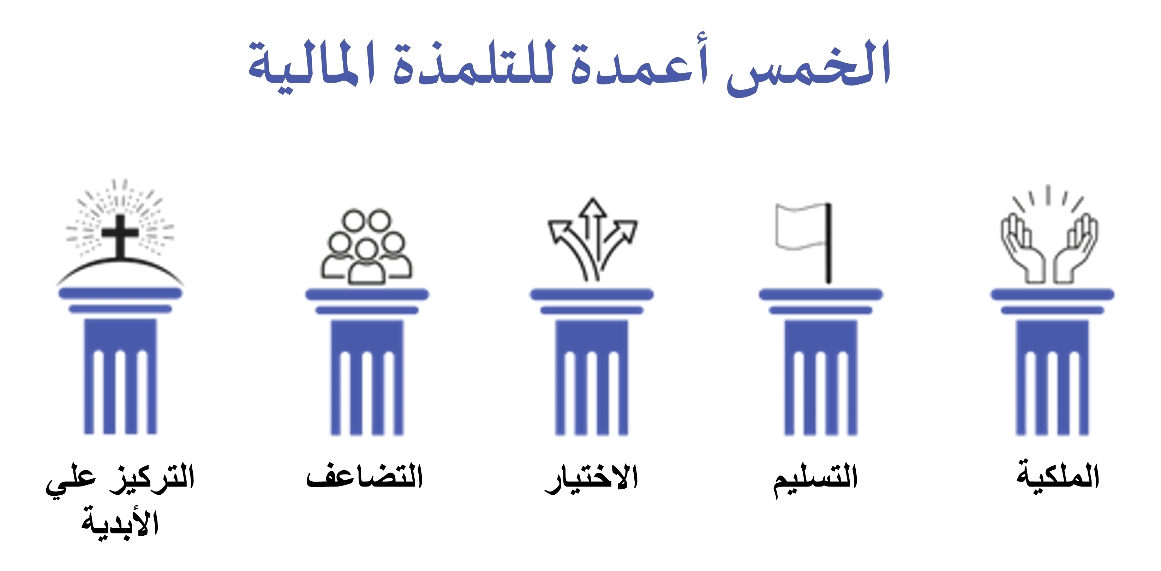 الخمس أعمدة للتلمذة المالية
الملكية
التسليم
الاختيار
التضاعف
التركيز علي
الأبدية